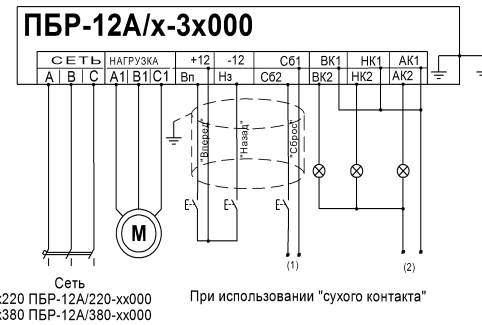 ПБР-12А/х-3х000
СЕТЬ НАГРУЗКА +12 -12 Сб1 ВК1 НК1 АК1
А В С А1 В1 С1 Вп Нз Сб2 ВК2 НК2 АК2
"Вперед" "Назад" "Сброс"
М
(1) (2)
Сеть
х220 ПБР-12А/220-хх000
х380 ПБР-12А/380-хх000
При использовании "сухого контакта"